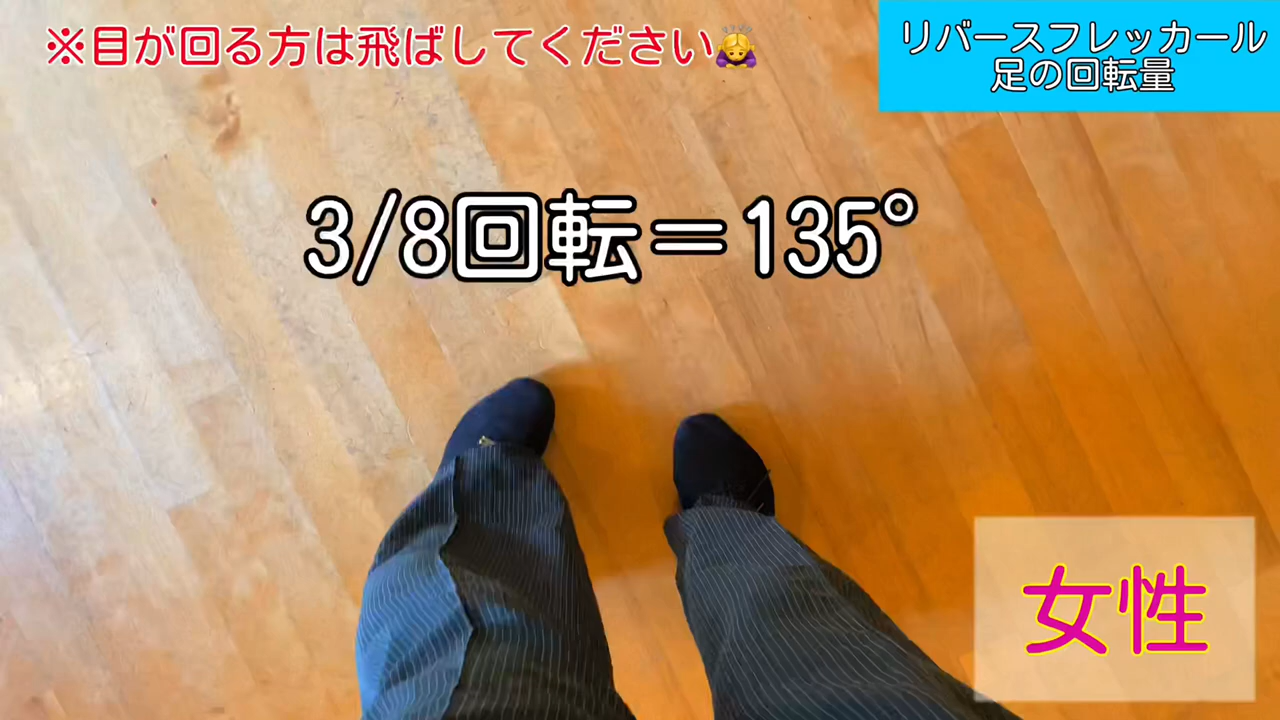 ※目が回る方は飛ばしてください🙇‍♀️
リバースフレッカール
足の回転量
3/8回転＝135°
女性